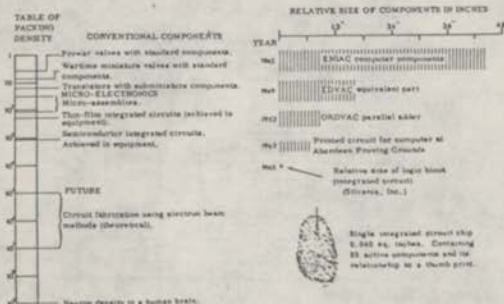 TABLE OF
PACKING
DENSITY
CONVENTIONAL COMPONENTS
Prewar valves with standard components.
Wartime miniature valves with standard
components.
Transistors with subminiature components.
MICRO-ELECTRONICS
Micro-assemblies.
Thin-film integrated circuits (achieved in
equipment).
Semiconductor integrated circuits.
Achieved in equipment.
FUTURE
Circuit fabrication using electron beam
methods (theoretical).
Neuron density in a human brain.
RELATIVE SIZE OF COMPONENTS IN INCHES
YEAR
ENIAC computer components
EDVAC equivalent part
ORDVAC parallel adder
Printed circuit for computer at
Aberdeen Proving Grounds
Relative size of logic block
(integrated circuit)
(Sylvania, Inc.)
Single integrated circuit chip
sq. inches. Containing
active components and its
relationship to a thumb print.